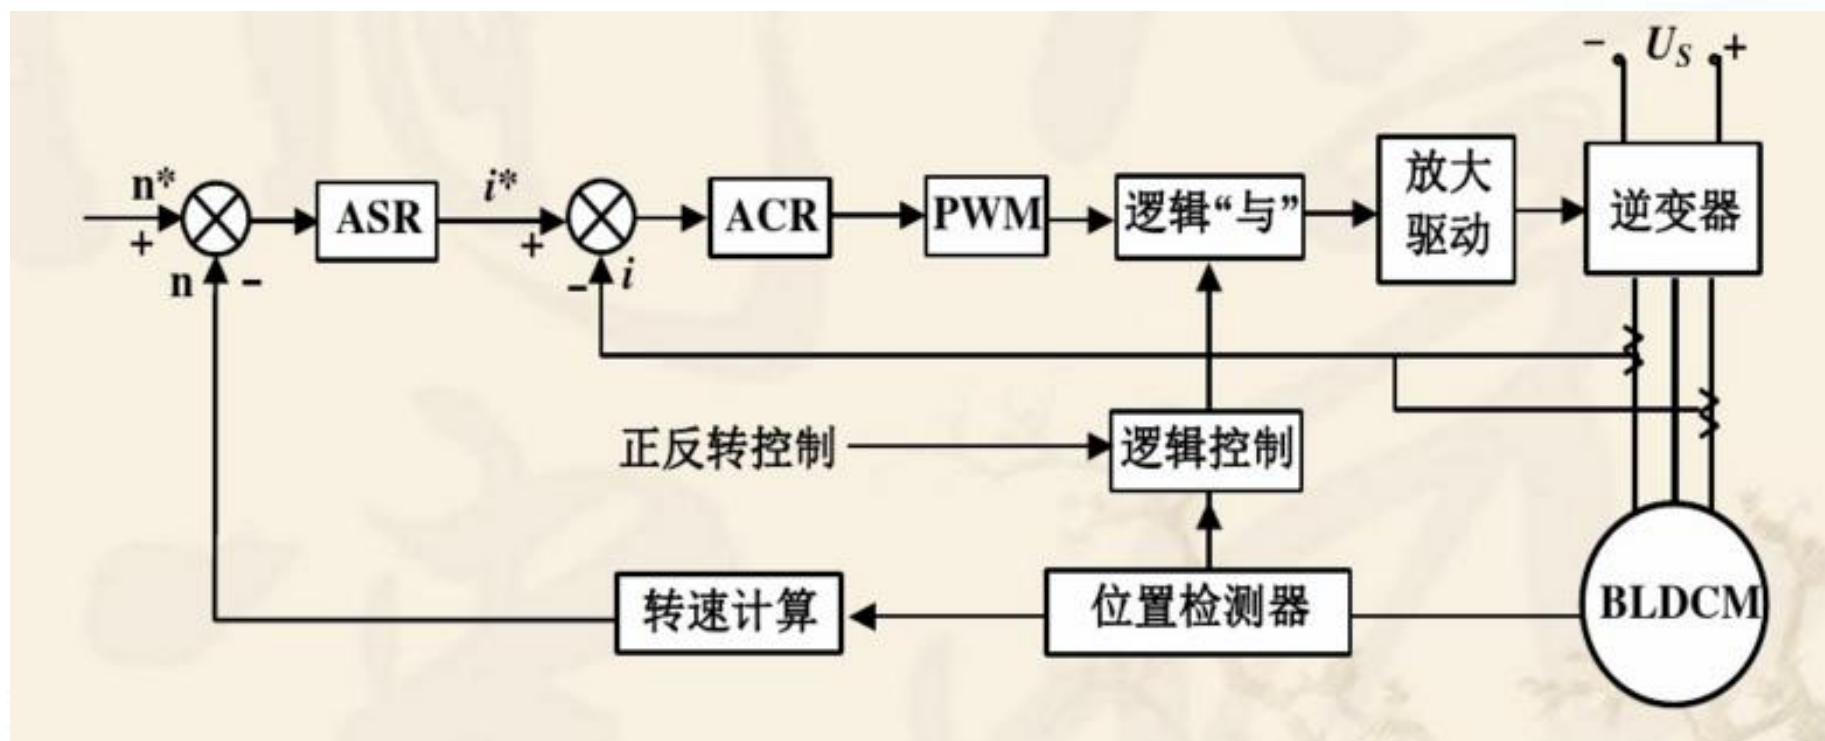 - U_S +
n*
+
n -
ASR
i*
+
- i
ACR
PWM
逻辑“与”
放大
驱动
逆变器
正反转控制
逻辑控制
转速计算
位置检测器
BLDCM